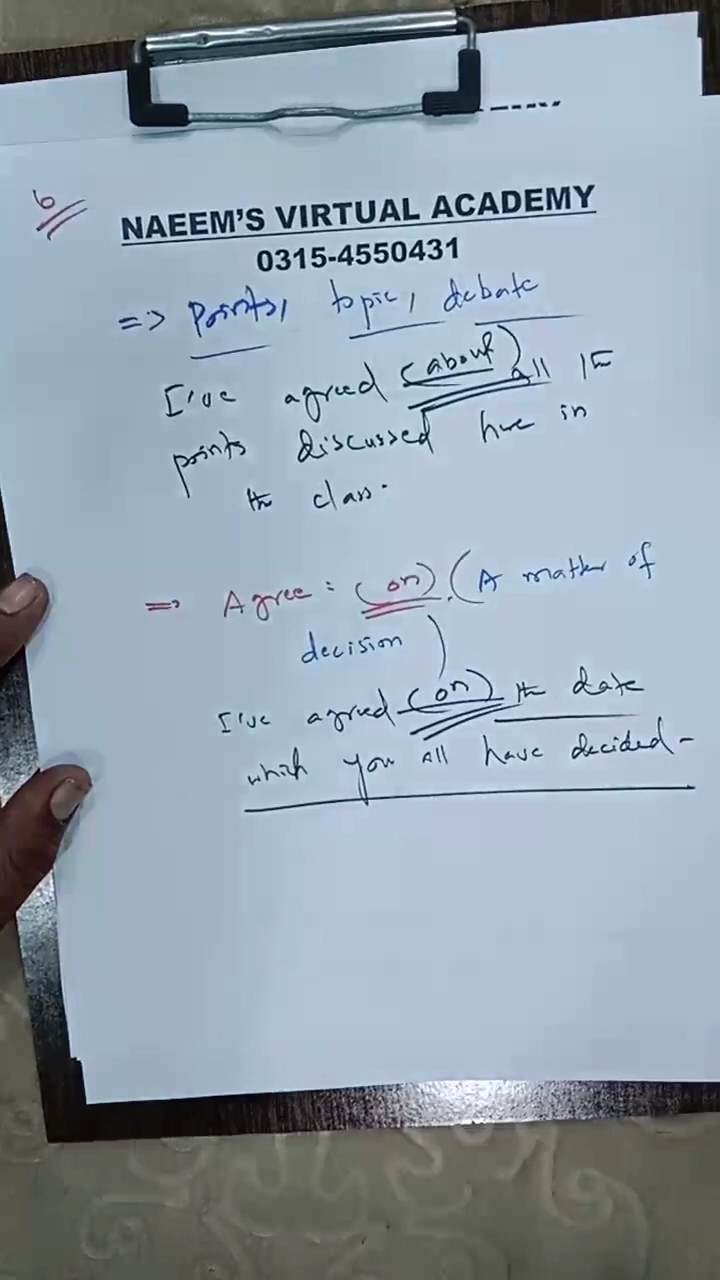 6
NAEEM'S VIRTUAL ACADEMY
0315-4550431
=> Points, topic, debate
I've agreed (about) all the
points discussed here in
the class.
=> Agree: (on). (A matter of
decision)
I've agreed (on) the date
which you all have decided-